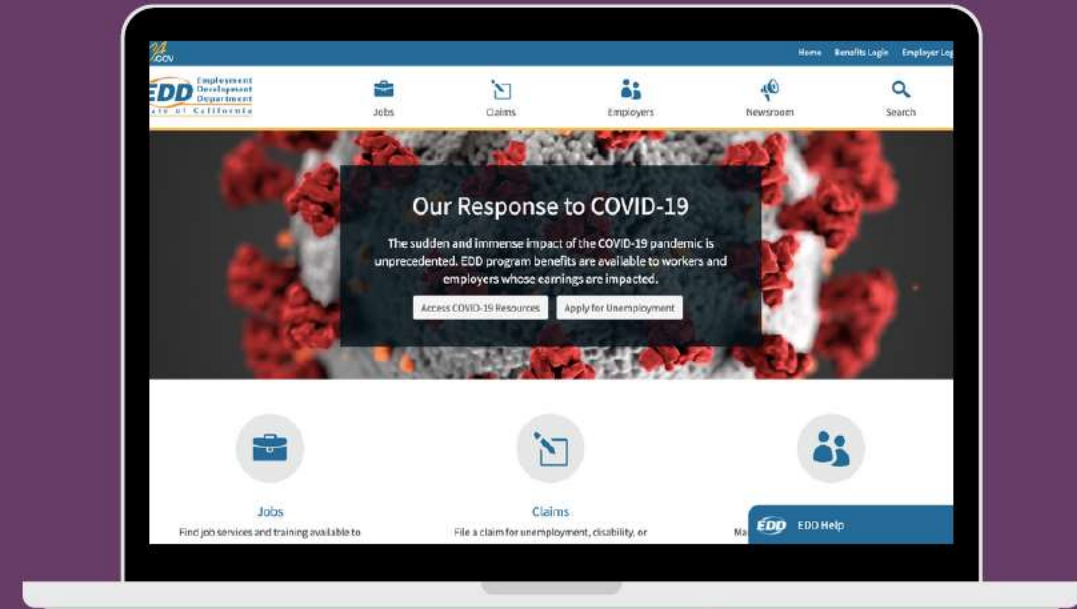 .GOV
Home Benefits Login Employer Log
EDD Employment
Development
Department
State of California
Jobs
Claims
Employers
Newsroom
Search
Our Response to COVID-19
The sudden and immense impact of the COVID-19 pandemic is
unprecedented. EDD program benefits are available to workers and
employers whose earnings are impacted.
Access COVID-19 Resources
Apply for Unemployment
Jobs
Find job services and training available to
Claims
File a claim for unemployment, disability, or
Ma
EDD EDD Help